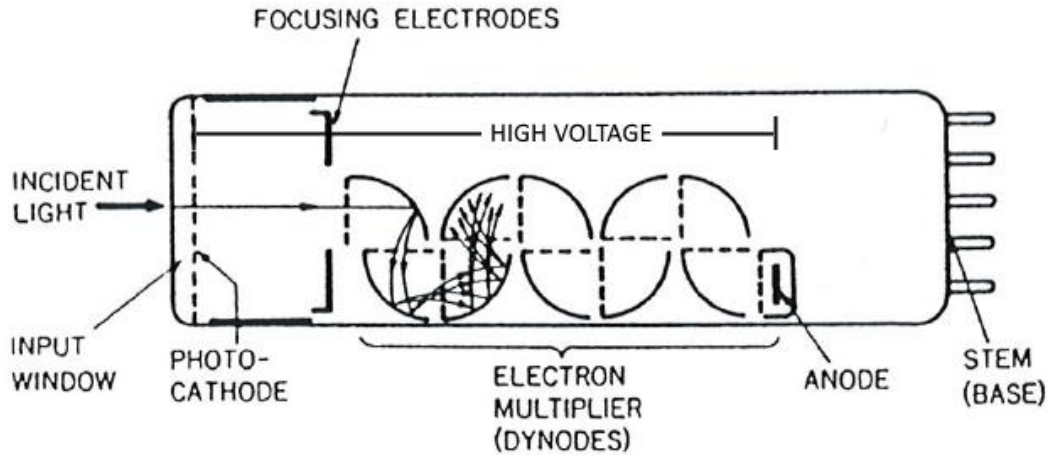 FOCUSING ELECTRODES
HIGH VOLTAGE
INCIDENT
LIGHT
INPUT
WINDOW
PHOTO-
CATHODE
ELECTRON
MULTIPLIER
(DYNODES)
ANODE
STEM
(BASE)